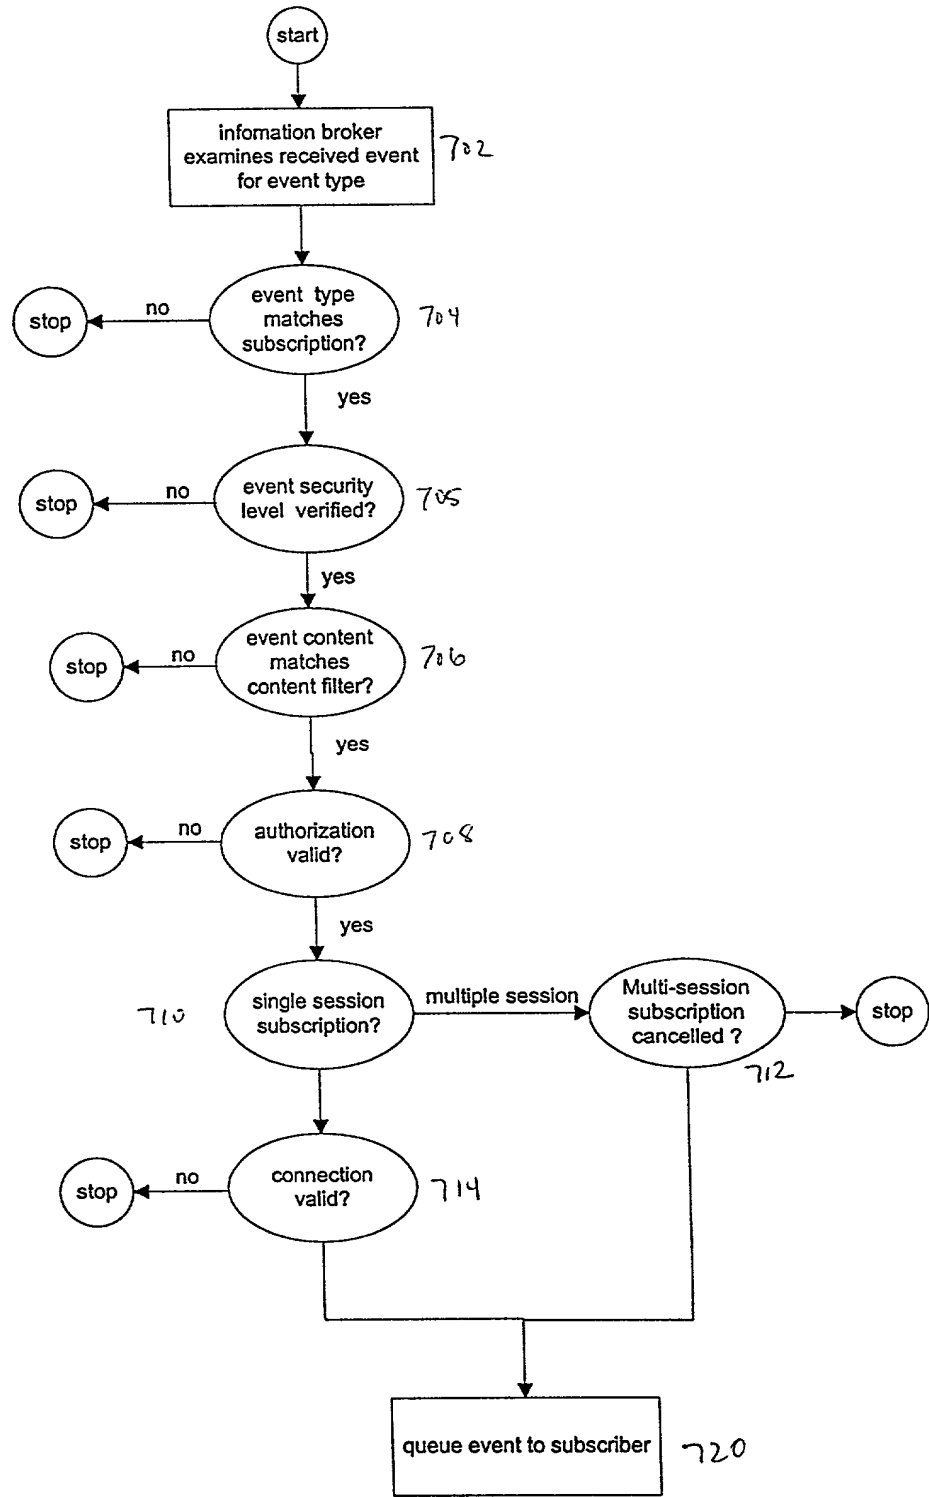 start
infomation broker
examines received event
for event type
702
event type
matches
subscription?
704
no
stop
yes
event security
level verified?
705
no
stop
yes
event content
matches
content filter?
706
no
stop
yes
authorization
valid?
708
no
stop
yes
710
single session
subscription?
multiple session
Multi-session
subscription
cancelled ?
712
stop
connection
valid?
714
no
stop
queue event to subscriber
720